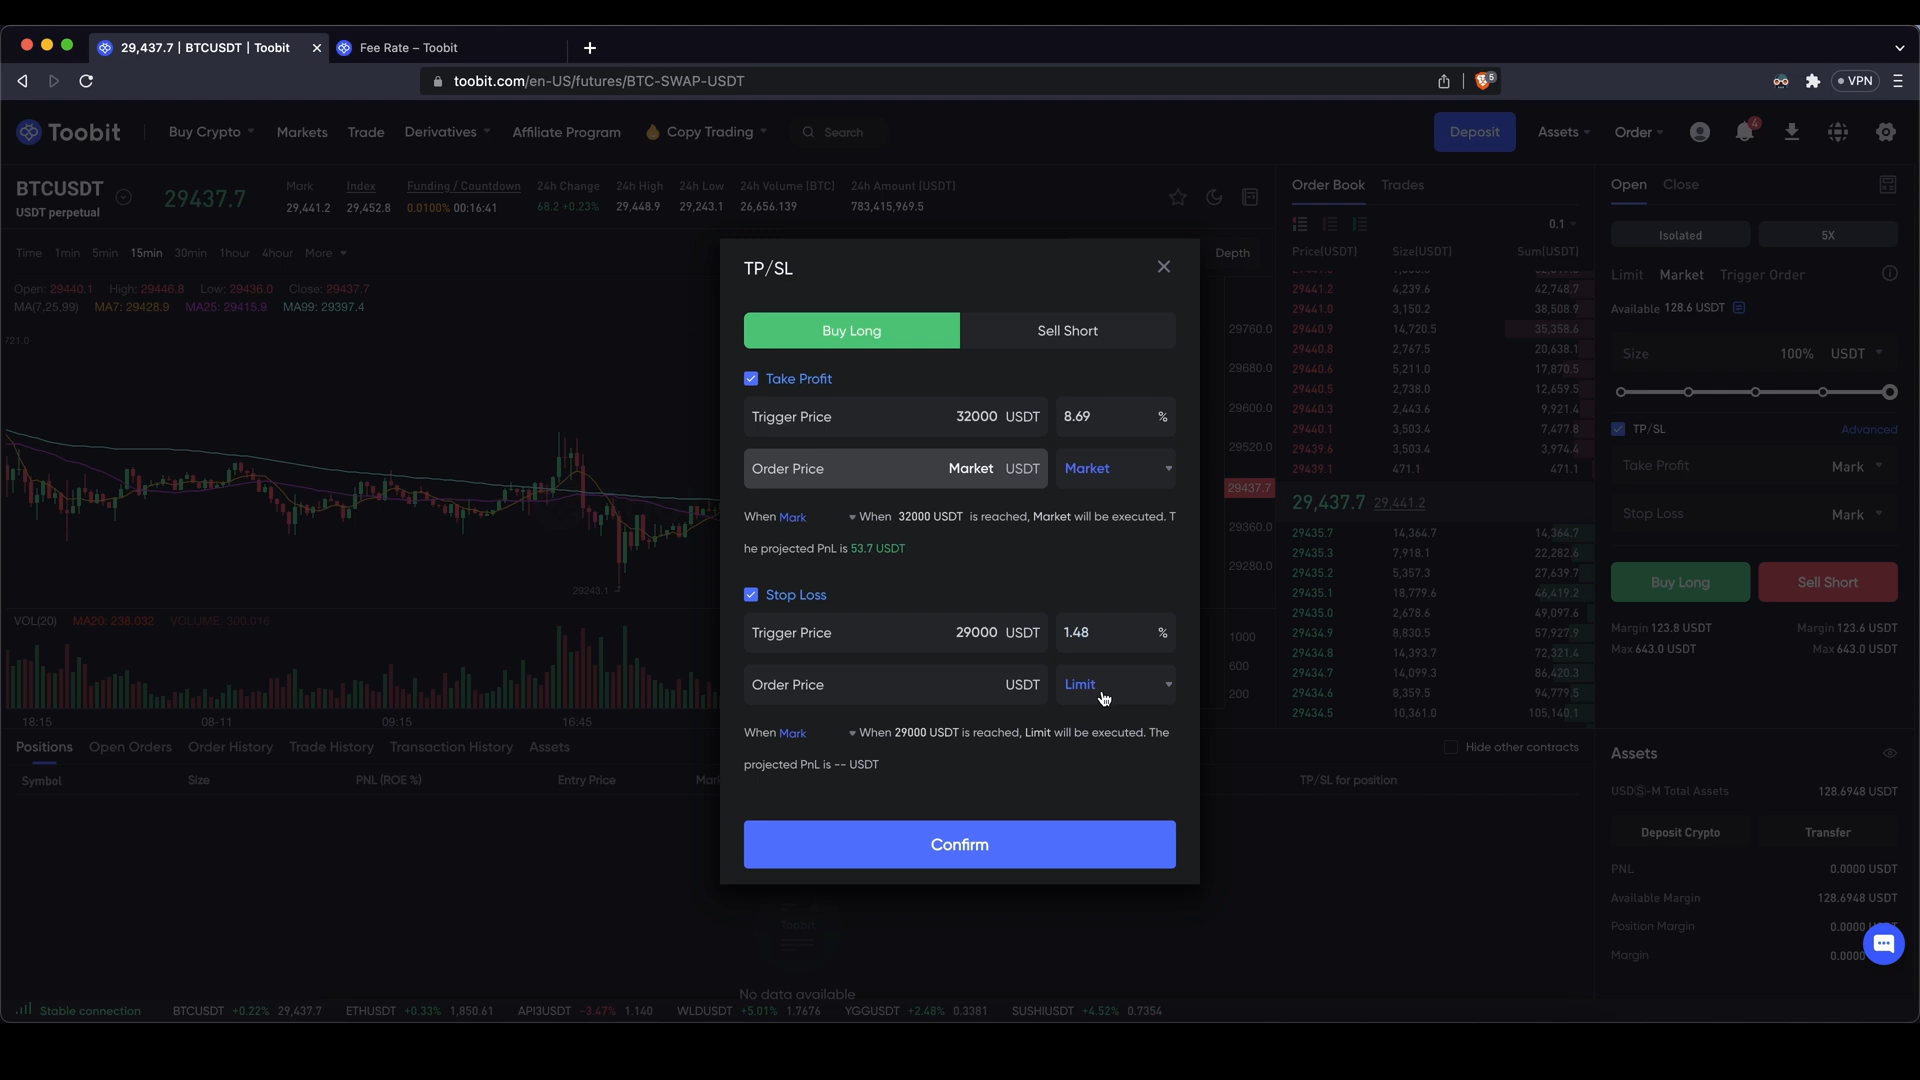 29,437.7 | BTCUSDT | Toobit
Fee Rate – Toobit
toobit.com/en-US/futures/BTC-SWAP-USDT
5
VPN
Toobit
Buy Crypto
Markets
Trade
Derivatives
Affiliate Program
Copy Trading
Search
Deposit
Assets
Order
4
BTCUSDT
USDT perpetual
29437.7
Mark
29,441.2
Index
29,452.8
Funding / Countdown
0.0100% 00:16:41
24h Change
68.2 +0.23%
24h High
29,448.9
24h Low
29,243.1
24h Volume (BTC)
26,656.139
24h Amount (USDT)
783,415,969.5
Time 1min 5min 15min 30min 1hour 4hour More
Depth
Open: 29440.1 High: 29446.8 Low: 29436.0 Close: 29437.7
MA(7,25,99) MA7: 29428.9 MA25: 29415.9 MA99: 29397.4
721.0
29243.1
29760.0
29680.0
29600.0
29520.0
29437.7
29360.0
29280.0
VOL(20) MA20: 238.032 VOLUME: 300.016
1000
600
200
18:15 08-11 09:15 16:45
TP/SL
Buy Long
Sell Short
Take Profit
Trigger Price 32000 USDT 8.69 %
Order Price Market USDT Market
When Mark When 32000 USDT is reached, Market will be executed. T
he projected PnL is 53.7 USDT
Stop Loss
Trigger Price 29000 USDT 1.48 %
Order Price USDT Limit
When Mark When 29000 USDT is reached, Limit will be executed. The
projected PnL is -- USDT
Confirm
Order Book Trades
0.1
Price(USDT) Size(USDT) Sum(USDT)
29441.2 4,239.6 42,748.7
29441.0 3,150.2 38,508.9
29440.9 14,720.5 35,358.6
29440.8 2,767.5 20,638.1
29440.6 5,211.0 17,870.5
29440.5 2,738.0 12,659.5
29440.3 2,443.6 9,921.4
29440.1 3,503.4 7,477.8
29439.6 3,503.4 3,974.4
29439.1 471.1 471.1
29,437.7 29,441.2
29435.7 14,364.7 14,364.7
29435.3 7,918.1 22,282.6
29435.2 5,357.3 27,639.7
29435.1 18,779.6 46,419.2
29435.0 2,678.6 49,097.6
29434.9 8,830.5 57,927.9
29434.8 14,393.7 72,321.4
29434.7 14,099.3 86,420.3
29434.6 8,359.5 94,779.5
29434.5 10,361.0 105,140.1
Open Close
Isolated
5X
Limit Market Trigger Order
Available 128.6 USDT
Size 100% USDT
TP/SL Advanced
Take Profit Mark
Stop Loss Mark
Buy Long
Sell Short
Margin 123.8 USDT Margin 123.6 USDT
Max 643.0 USDT Max 643.0 USDT
Positions Open Orders Order History Trade History Transaction History Assets
Hide other contracts
Symbol Size PNL (ROE %) Entry Price Mar TP/SL for position
Toobit
No data available
Assets
USDⓈ-M Total Assets 128.6948 USDT
Deposit Crypto
Transfer
PNL 0.0000 USDT
Available Margin 128.6948 USDT
Position Margin 0.0000
Margin 0.0000
Stable connection BTCUSDT +0.22% 29,437.7 ETHUSDT +0.33% 1,850.61 API3USDT -3.47% 1.140 WLDUSDT +5.01% 1.7676 YGGUSDT +2.48% 0.3381 SUSHIUSDT +4.52% 0.7354